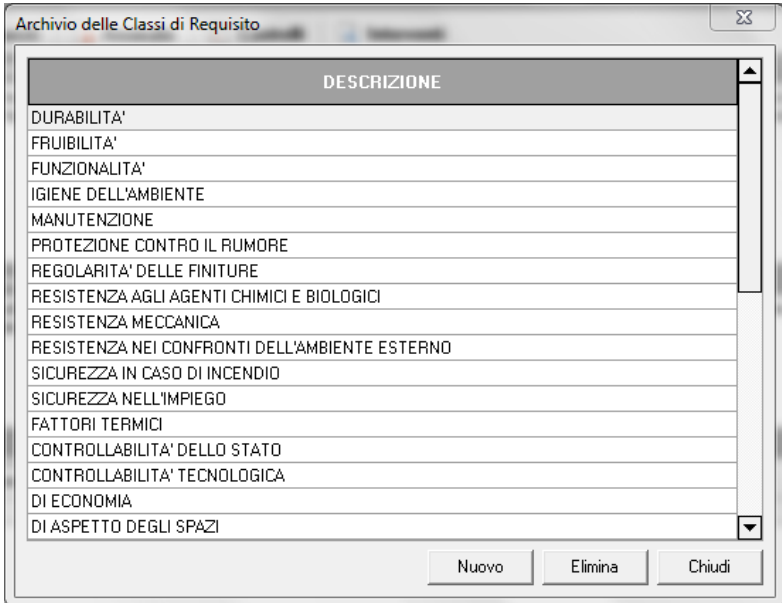 Archivio delle Classi di Requisito
DESCRIZIONE
DURABILITA'
FRUIBILITA'
FUNZIONALITA'
IGIENE DELL'AMBIENTE
MANUTENZIONE
PROTEZIONE CONTRO IL RUMORE
REGOLARITA' DELLE FINITURE
RESISTENZA AGLI AGENTI CHIMICI E BIOLOGICI
RESISTENZA MECCANICA
RESISTENZA NEI CONFRONTI DELL'AMBIENTE ESTERNO
SICUREZZA IN CASO DI INCENDIO
SICUREZZA NELL'IMPIEGO
FATTORI TERMICI
CONTROLLABILITA' DELLO STATO
CONTROLLABILITA' TECNOLOGICA
DI ECONOMIA
DI ASPETTO DEGLI SPAZI
Nuovo Elimina Chiudi